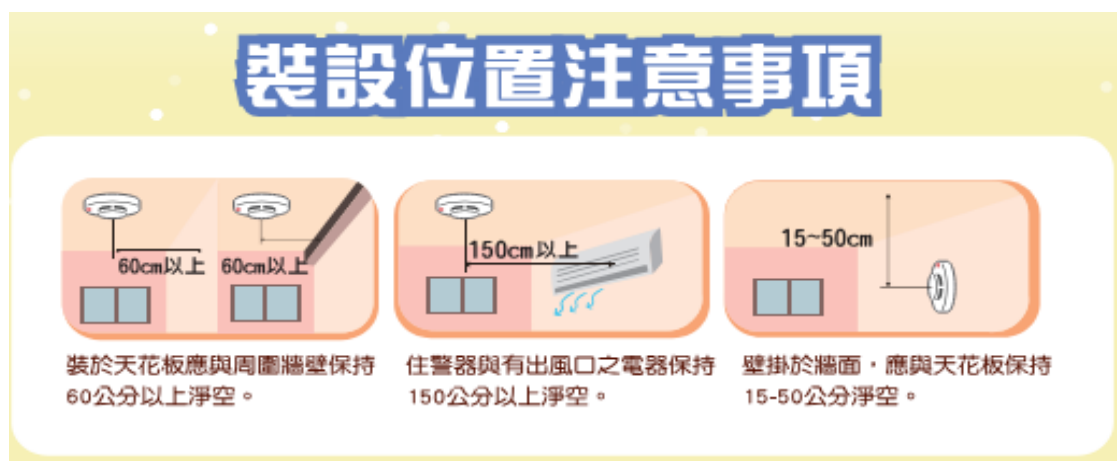 裝設位置注意事項
60cm以上
60cm以上
150cm以上
15~50cm
裝於天花板應與周圍牆壁保持
60公分以上淨空。
住警器與有出風口之電器保持
150公分以上淨空。
壁掛於牆面，應與天花板保持
15-50公分淨空。